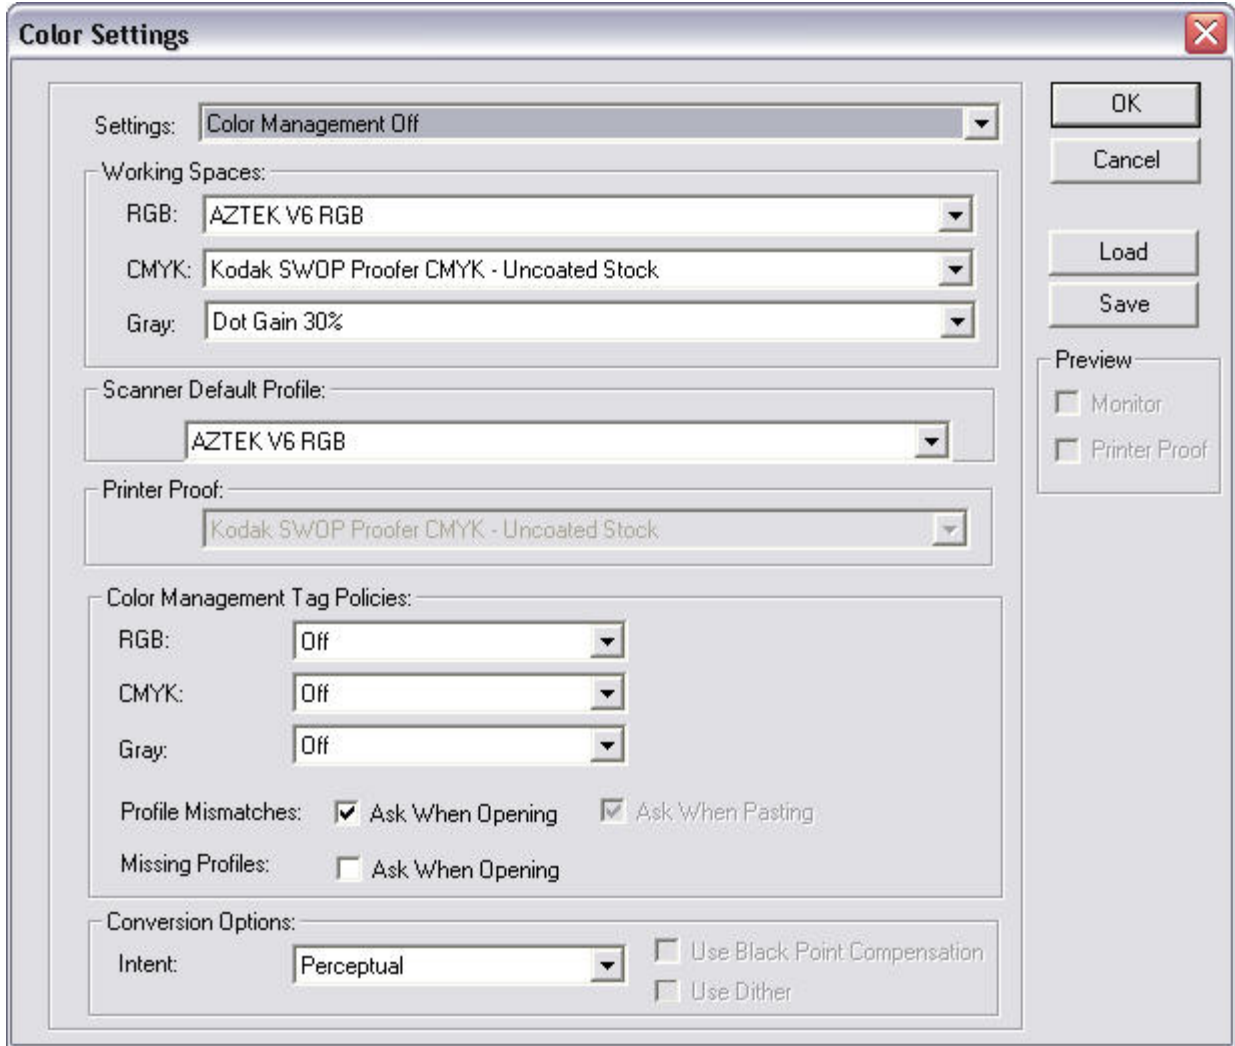 Color Settings
Settings: Color Management Off
OK
Cancel
Working Spaces:
RGB: AZTEK V6 RGB
CMYK: Kodak SWOP Proofer CMYK - Uncoated Stock
Gray: Dot Gain 30%
Load
Save
Preview
Monitor
Printer Proof
Scanner Default Profile:
AZTEK V6 RGB
Printer Proof:
Kodak SWOP Proofer CMYK - Uncoated Stock
Color Management Tag Policies:
RGB: Off
CMYK: Off
Gray: Off
Profile Mismatches: Ask When Opening Ask When Pasting
Missing Profiles: Ask When Opening
Conversion Options:
Intent: Perceptual
Use Black Point Compensation
Use Dither